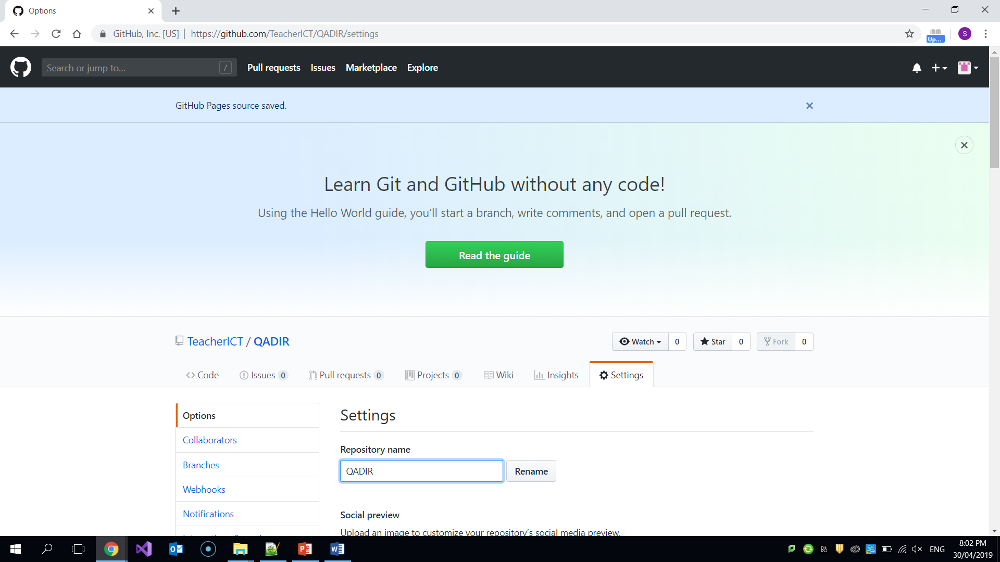 Options
GitHub, Inc. [US] | https://github.com/TeacherICT/QADIR/settings
Up...
S
Search or jump to...
/
Pull requests Issues Marketplace Explore
GitHub Pages source saved.
Learn Git and GitHub without any code!
Using the Hello World guide, you’ll start a branch, write comments, and open a pull request.
Read the guide
TeacherICT / QADIR
Watch 0 Star 0 Fork 0
Code Issues 0 Pull requests 0 Projects 0 Wiki Insights Settings
Options
Collaborators
Branches
Webhooks
Notifications
Settings
Repository name
QADIR
Rename
Social preview
Upload an image to customize your repository’s social media preview.
ENG
8:02 PM
30/04/2019